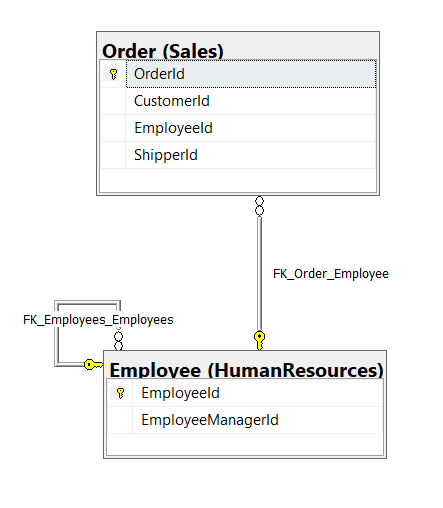 Order (Sales)
OrderId
CustomerId
EmployeeId
ShipperId
FK_Order_Employee
FK_Employees_Employees
Employee (HumanResources)
EmployeeId
EmployeeManagerId